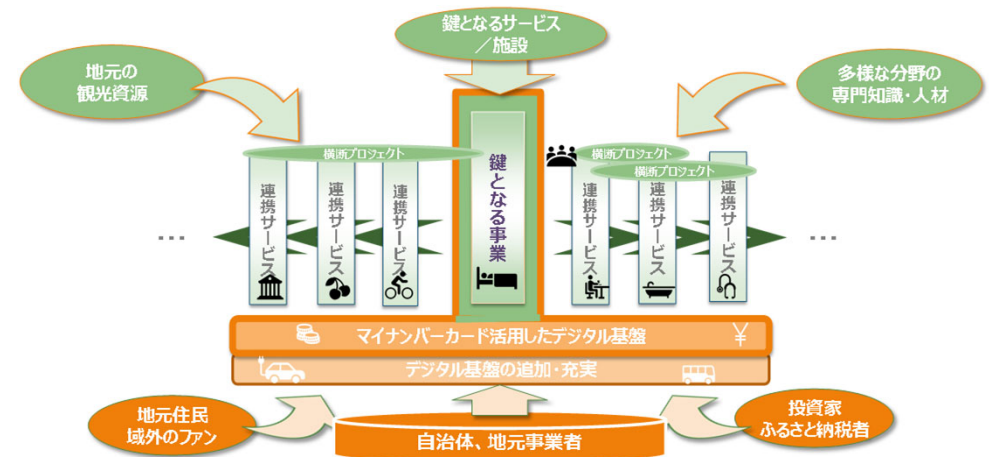 鍵となるサービス
／施設
地元の
観光資源
多様な分野の
専門知識・人材
横断プロジェクト
横断プロジェクト
横断プロジェクト
連携サービス
連携サービス
連携サービス
鍵となる事業
連携サービス
連携サービス
連携サービス
…
…
マイナンバーカード活用したデジタル基盤
¥
デジタル基盤の追加・充実
地元住民
域外のファン
自治体、地元事業者
投資家
ふるさと納税者